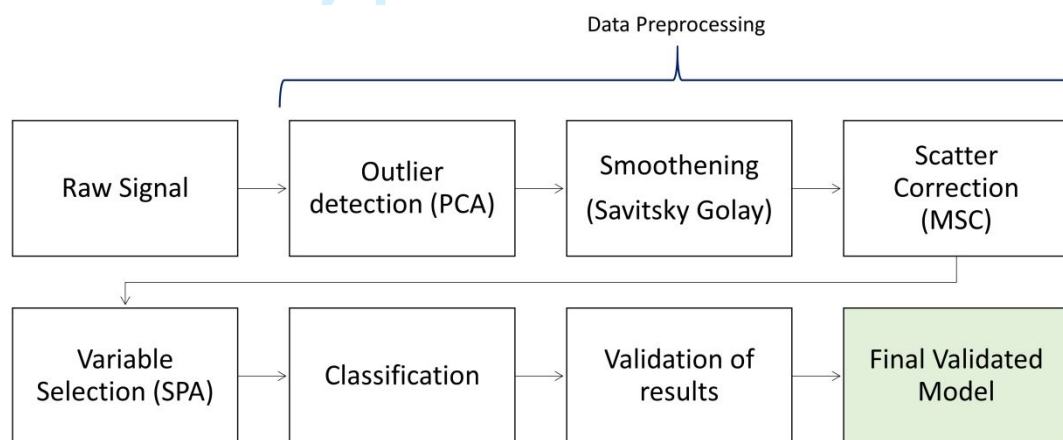 Data Preprocessing
Raw Signal
Outlier
detection (PCA)
Smoothening
(Savitsky Golay)
Scatter
Correction
(MSC)
Variable
Selection (SPA)
Classification
Validation of
results
Final Validated
Model